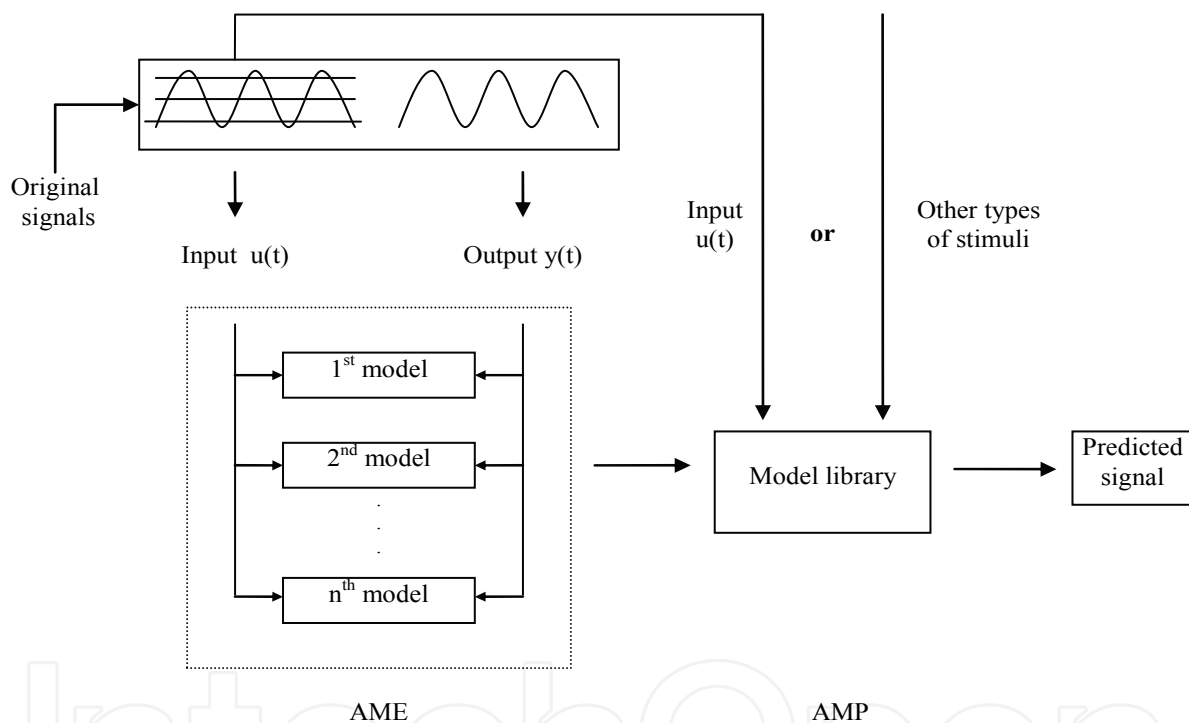 Original
signals
Input u(t)
Output y(t)
Input
u(t)
or
Other types
of stimuli
1st model
2nd model
.
.
.
nth model
Model library
Predicted
signal
AME
AMP
IntechOpen